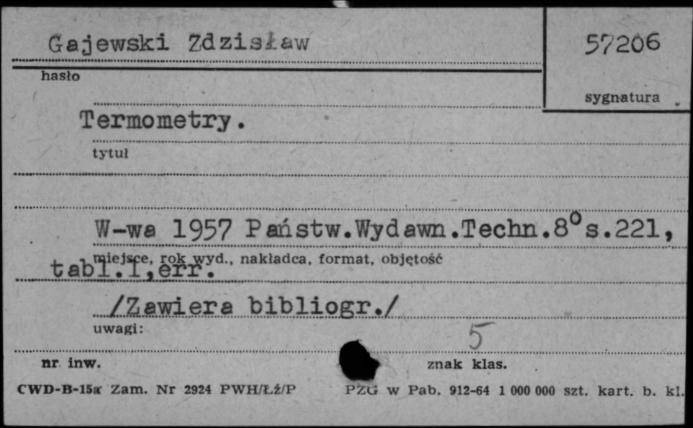 Gajewski Zdzisław
57206
hasło
sygnatura
Termometry.
tytuł
W-wa 1957 Państw.Wydawn.Techn.8° s.221,
miejsce, rok wyd., nakładca, format, objętość
tabl.1,err.
/Zawiera bibliogr./
uwagi:
5
nr inw.
znak klas.
CWD-B-15a Zam. Nr 2924 PWH/Łź/P PZG w Pab. 912-64 1 000 000 szt. kart. b. kl.